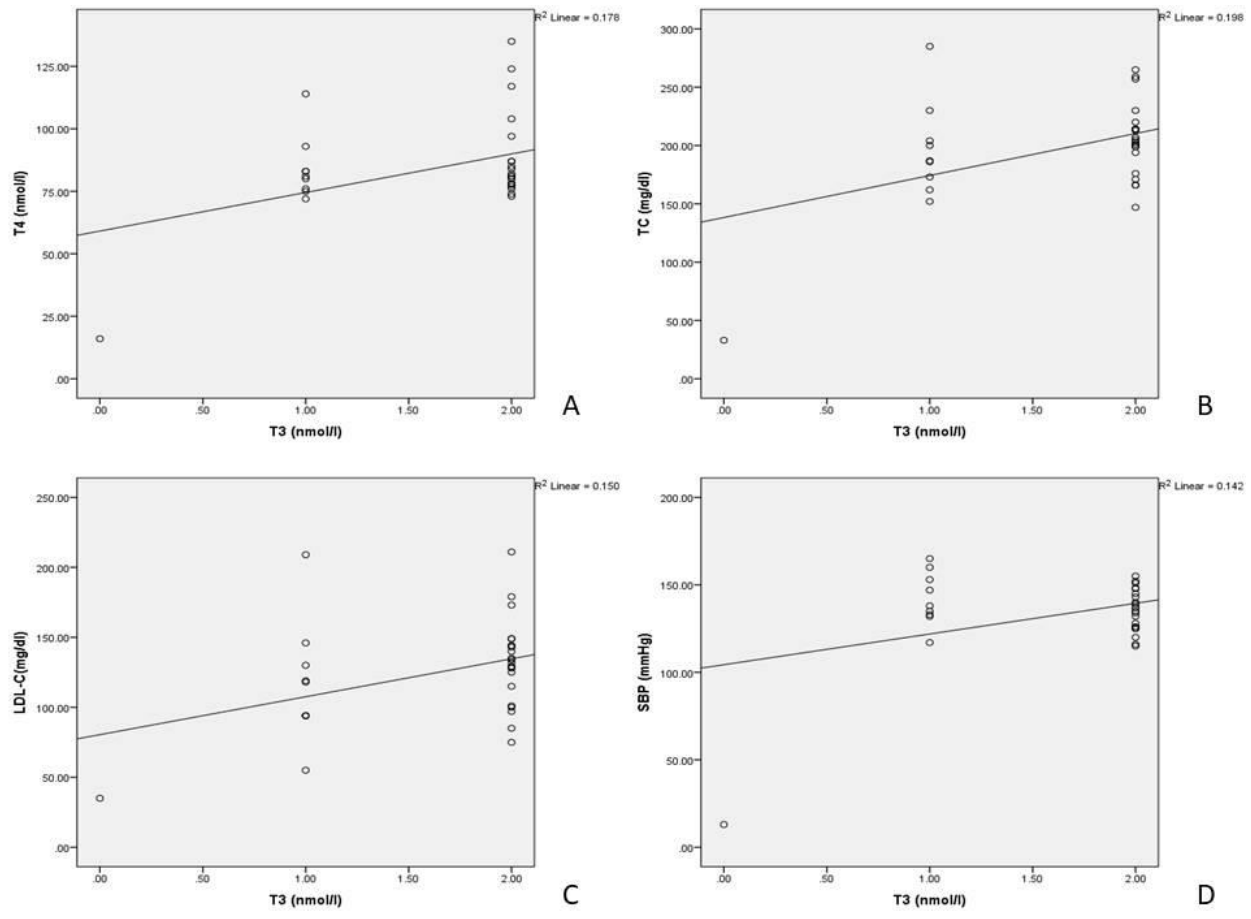 R² Linear = 0.178
T4 (nmol/l)
125.00
100.00
75.00
50.00
25.00
.00
.00 .50 1.00 1.50 2.00
T3 (nmol/l)
A
R² Linear = 0.198
TC (mg/dl)
300.00
250.00
200.00
150.00
100.00
50.00
.00
.00 .50 1.00 1.50 2.00
T3 (nmol/l)
B
R² Linear = 0.150
LDL-C(mg/dl)
250.00
200.00
150.00
100.00
50.00
.00
.00 .50 1.00 1.50 2.00
T3 (nmol/l)
C
R² Linear = 0.142
SBP (mmHg)
200.00
150.00
100.00
50.00
.00
.00 .50 1.00 1.50 2.00
T3 (nmol/l)
D